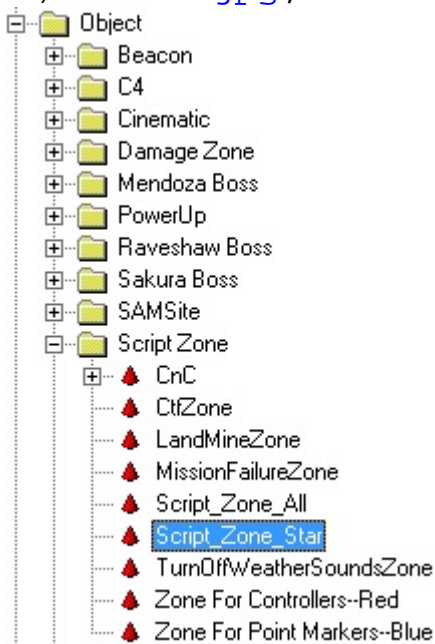 Object
Beacon
C4
Cinematic
Damage Zone
Mendoza Boss
PowerUp
Raveshaw Boss
Sakura Boss
SAMSite
Script Zone
CnC
CtfZone
LandMineZone
MissionFailureZone
Script_Zone_All
Script_Zone_Star
TurnOffWeatherSoundsZone
Zone For Controllers--Red
Zone For Point Markers--Blue